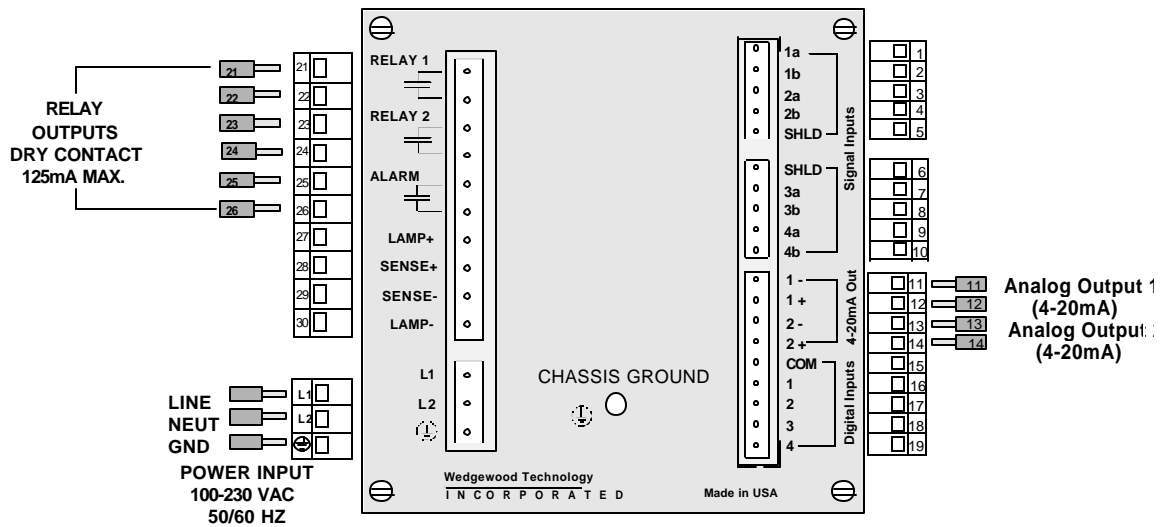 RELAY
OUTPUTS
DRY CONTACT
125mA MAX.
21
22
23
24
25
26
21
22
23
24
25
26
27
28
29
30
LINE
NEUT
GND
L1
L2
POWER INPUT
100-230 VAC
50/60 HZ
RELAY 1
RELAY 2
ALARM
LAMP+
SENSE+
SENSE-
LAMP-
L1
L2
CHASSIS GROUND
Wedgewood Technology
INCORPORATED
Made in USA
1a
1b
2a
2b
SHLD
SHLD
3a
3b
4a
4b
Signal Inputs
1 -
1 +
2 -
2 +
4-20mA Out
COM
1
2
3
4
Digital Inputs
1
2
3
4
5
6
7
8
9
10
11
12
13
14
15
16
17
18
19
11
12
13
14
Analog Output 1
(4-20mA)
Analog Output
(4-20mA)